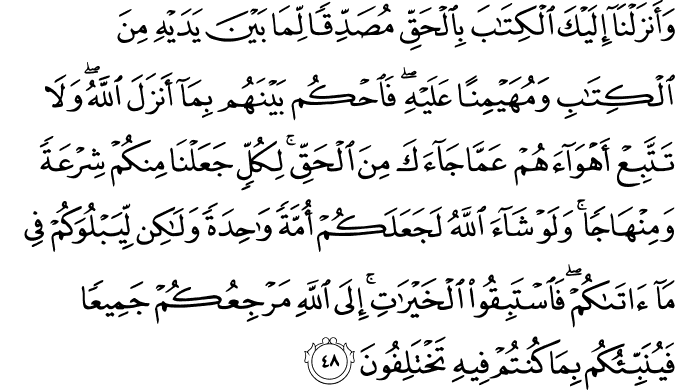 وَأَنزَلْنَآ إِلَيْكَ ٱلْكِتَٰبَ بِٱلْحَقِّ مُصَدِّقًا لِّمَا بَيْنَ يَدَيْهِ مِنَ
ٱلْكِتَٰبِ وَمُهَيْمِنًا عَلَيْهِ ۖ فَٱحْكُم بَيْنَهُم بِمَآ أَنزَلَ ٱللَّهُ ۖ وَلَا
تَتَّبِعْ أَهْوَآءَهُمْ عَمَّا جَآءَكَ مِنَ ٱلْحَقِّ ۚ لِكُلٍّ جَعَلْنَا مِنكُمْ شِرْعَةً
وَمِنْهَاجًا ۚ وَلَوْ شَآءَ ٱللَّهُ لَجَعَلَكُمْ أُمَّةً وَٰحِدَةً وَلَٰكِن لِّيَبْلُوَكُمْ فِى
مَآ ءَاتَىٰكُمْ ۖ فَٱسْتَبِقُوا۟ ٱلْخَيْرَٰتِ ۚ إِلَى ٱللَّهِ مَرْجِعُكُمْ جَمِيعًا
فَيُنَبِّئُكُم بِمَا كُنتُمْ فِيهِ تَخْتَلِفُونَ ٤٨